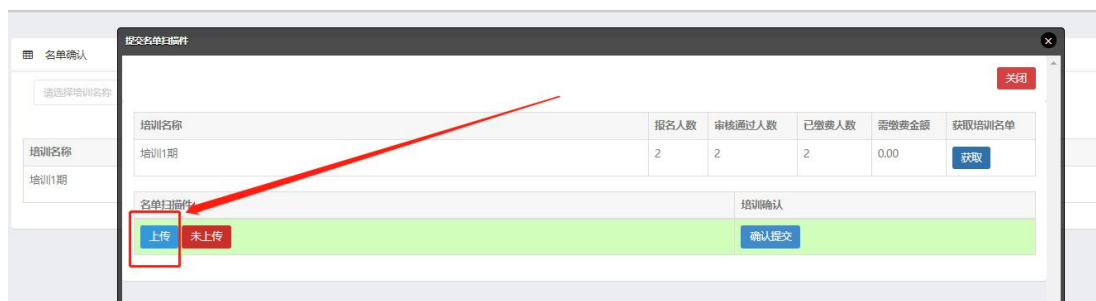 提交名单扫描件
名单确认
关闭
请选择培训名称
培训名称 报名人数 审核通过人数 已缴费人数 需缴费金额 获取培训名单
培训1期 2 2 2 0.00 获取
培训名称
培训1期
名单扫描件 培训确认
上传 未上传 确认提交